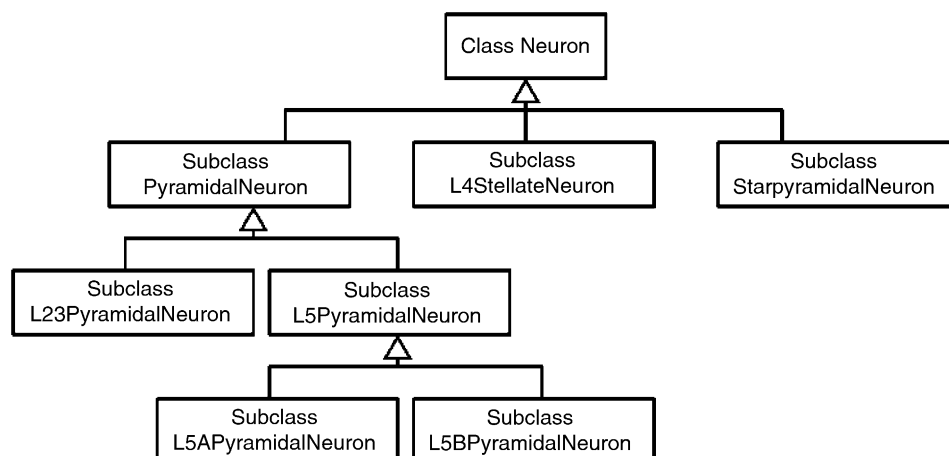 Class Neuron
Subclass
PyramidalNeuron
Subclass
L4StellateNeuron
Subclass
StarpyramidalNeuron
Subclass
L23PyramidalNeuron
Subclass
L5PyramidalNeuron
Subclass
L5APyramidalNeuron
Subclass
L5BPyramidalNeuron